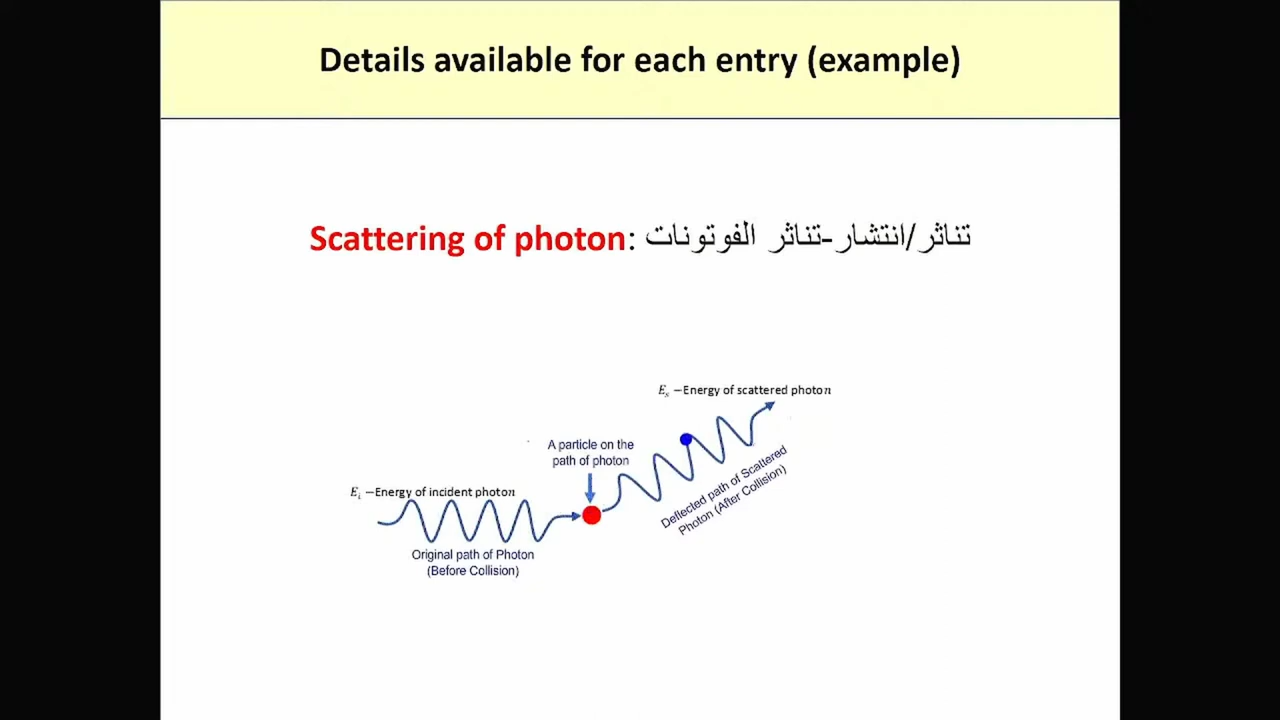 Details available for each entry (example)
Scattering of photon: تناثر/انتشار-تناثر الفوتونات
E_s −Energy of scattered photon
A particle on the
path of photon
E_i −Energy of incident photon
Deflected path of Scattered
Photon (After Collision)
Original path of Photon
(Before Collision)